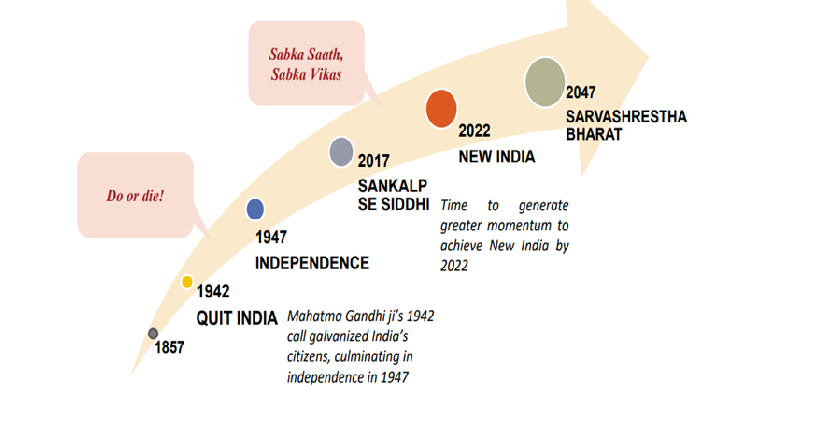 Sabka Saath,
Sabka Vikas
2047
SARVASHRESTHA
BHARAT
2022
NEW INDIA
2017
SANKALP
SE SIDDHI
Time to generate
greater momentum to
achieve New India by
2022
Do or die!
1947
INDEPENDENCE
1942
QUIT INDIA
Mahatma Gandhi ji's 1942
call galvanized India's
citizens, culminating in
independence in 1947
1857